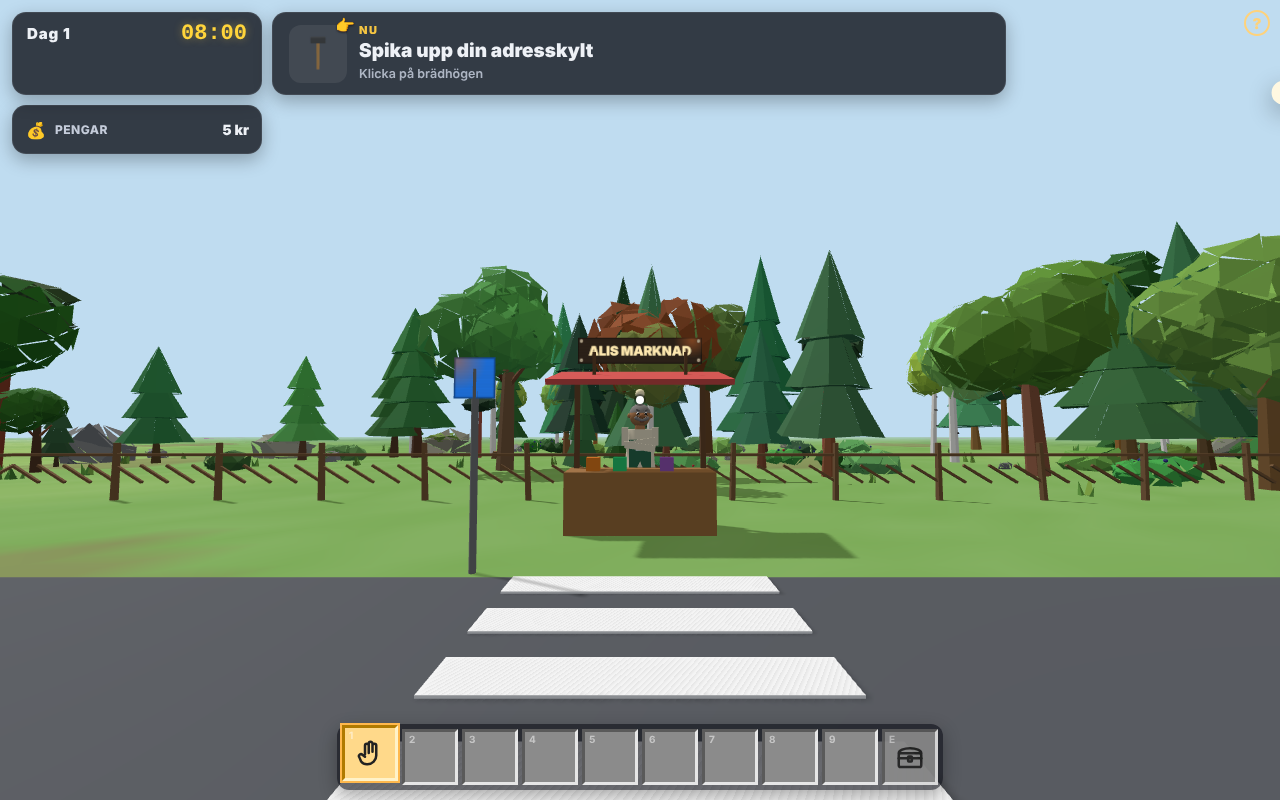 Dag 1
08:00
NU
Spika upp din adresskylt
Klicka på brädhögen
?
PENGAR
5 kr
ALIS MARKNAD
1
2
3
4
5
6
7
8
9
E